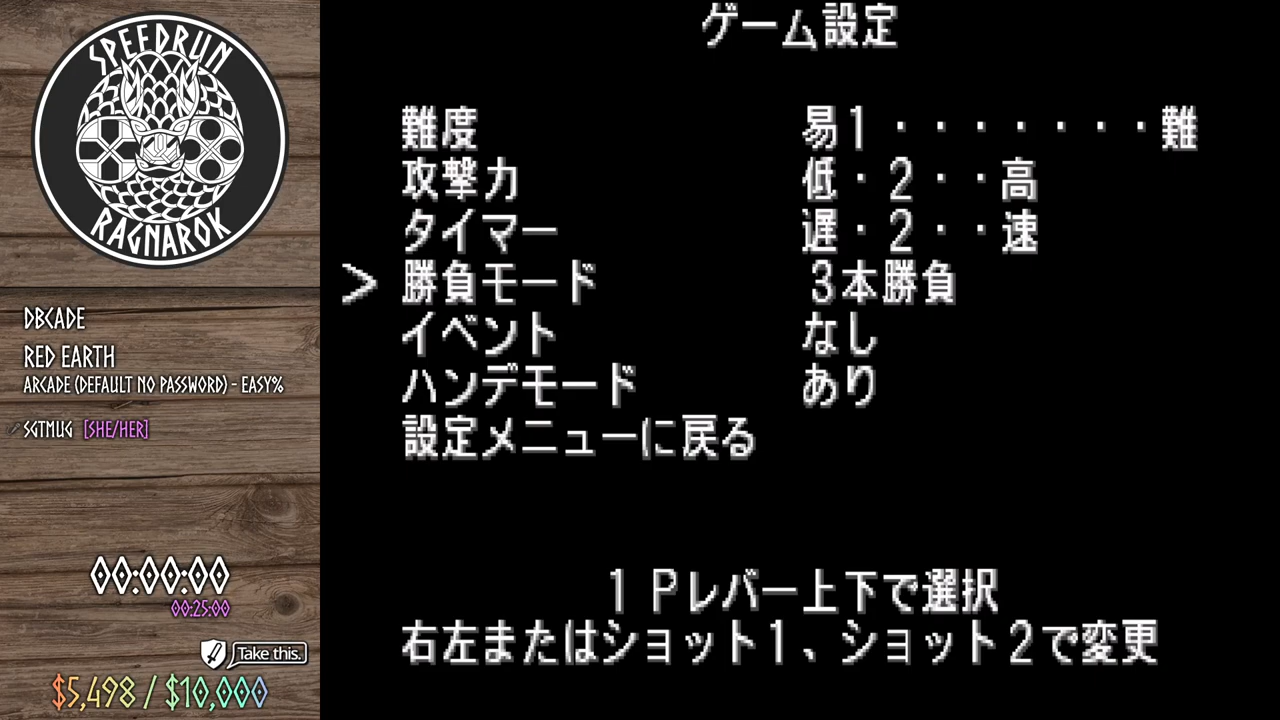 SPEEDRUN
RAGNAROK
DBCADE
RED EARTH
ARCADE (DEFAULT NO PASSWORD) - EASY%
SGTMUG [SHE/HER]
00:00:00
00:25:00
Take this.
$5,498 / $10,000
ゲーム設定
難度 易1・・・・・・・難
攻撃力 低・2・・高
タイマー 遅・2・・速
> 勝負モード 3本勝負
イベント なし
ハンデモード あり
設定メニューに戻る
1Pレバー上下で選択
右左またはショット1、ショット2で変更